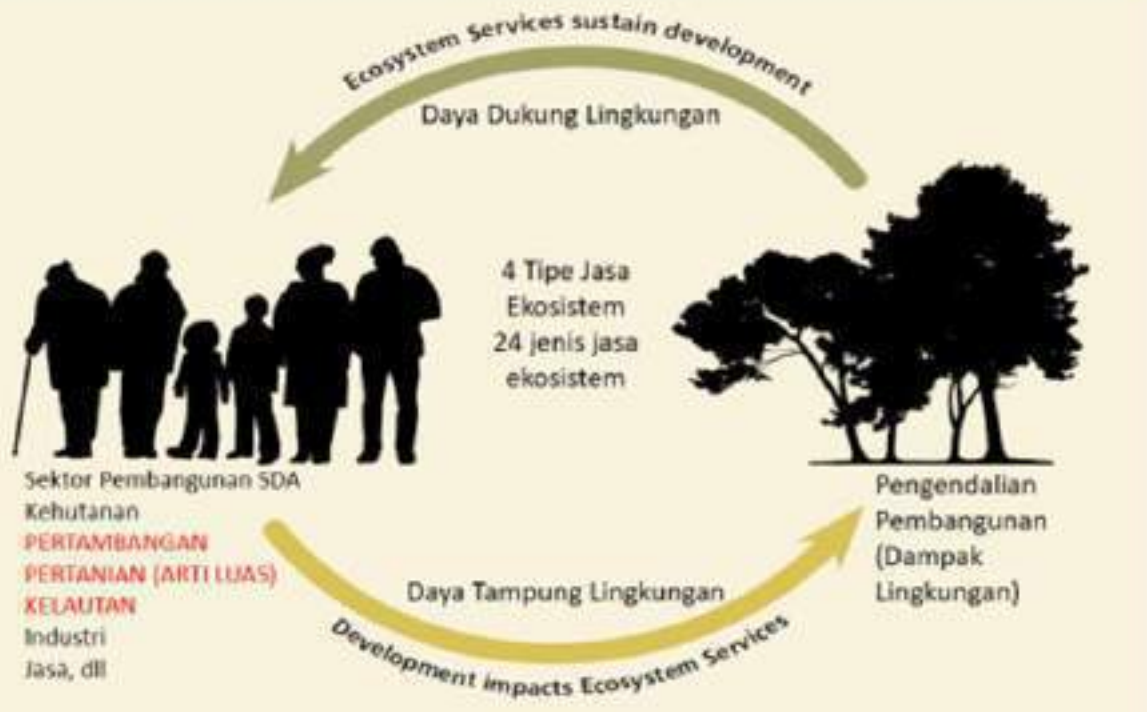 Ecosystem Services sustain development
Daya Dukung Lingkungan
4 Tipe Jasa
Ekosistem
24 jenis jasa
ekosistem
Sektor Pembangunan SDA
Kehutanan
PERTAMBANGAN
PERTANIAN (ARTI LUAS)
KELAUTAN
Industri
Jasa, dll
Pengendalian
Pembangunan
(Dampak
Lingkungan)
Daya Tampung Lingkungan
Development impacts Ecosystem Services